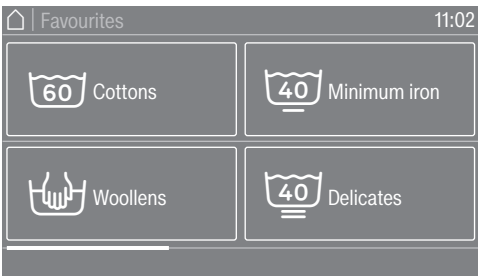 Favourites 11:02
60 Cottons
40 Minimum iron
Woollens
40 Delicates